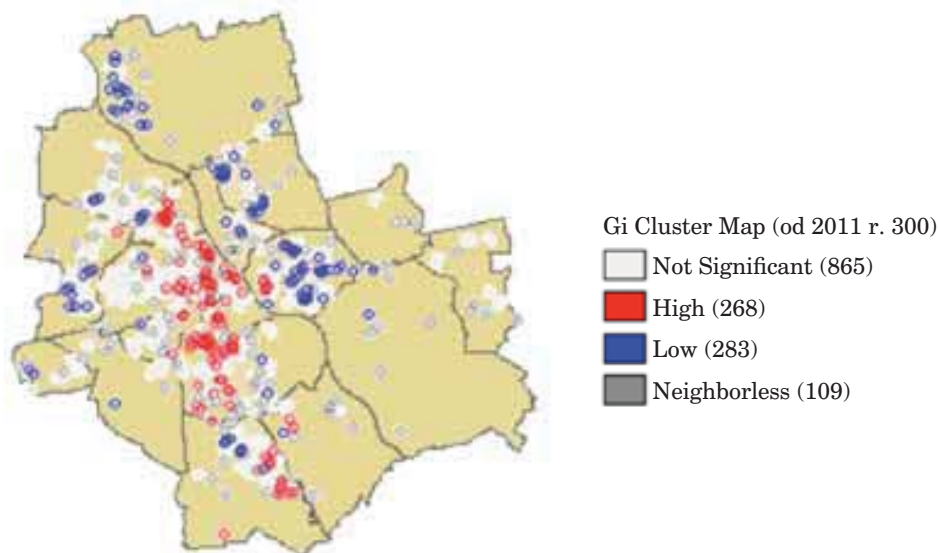 Gi Cluster Map (od 2011 r. 300)
Not Significant (865)
High (268)
Low (283)
Neighborless (109)